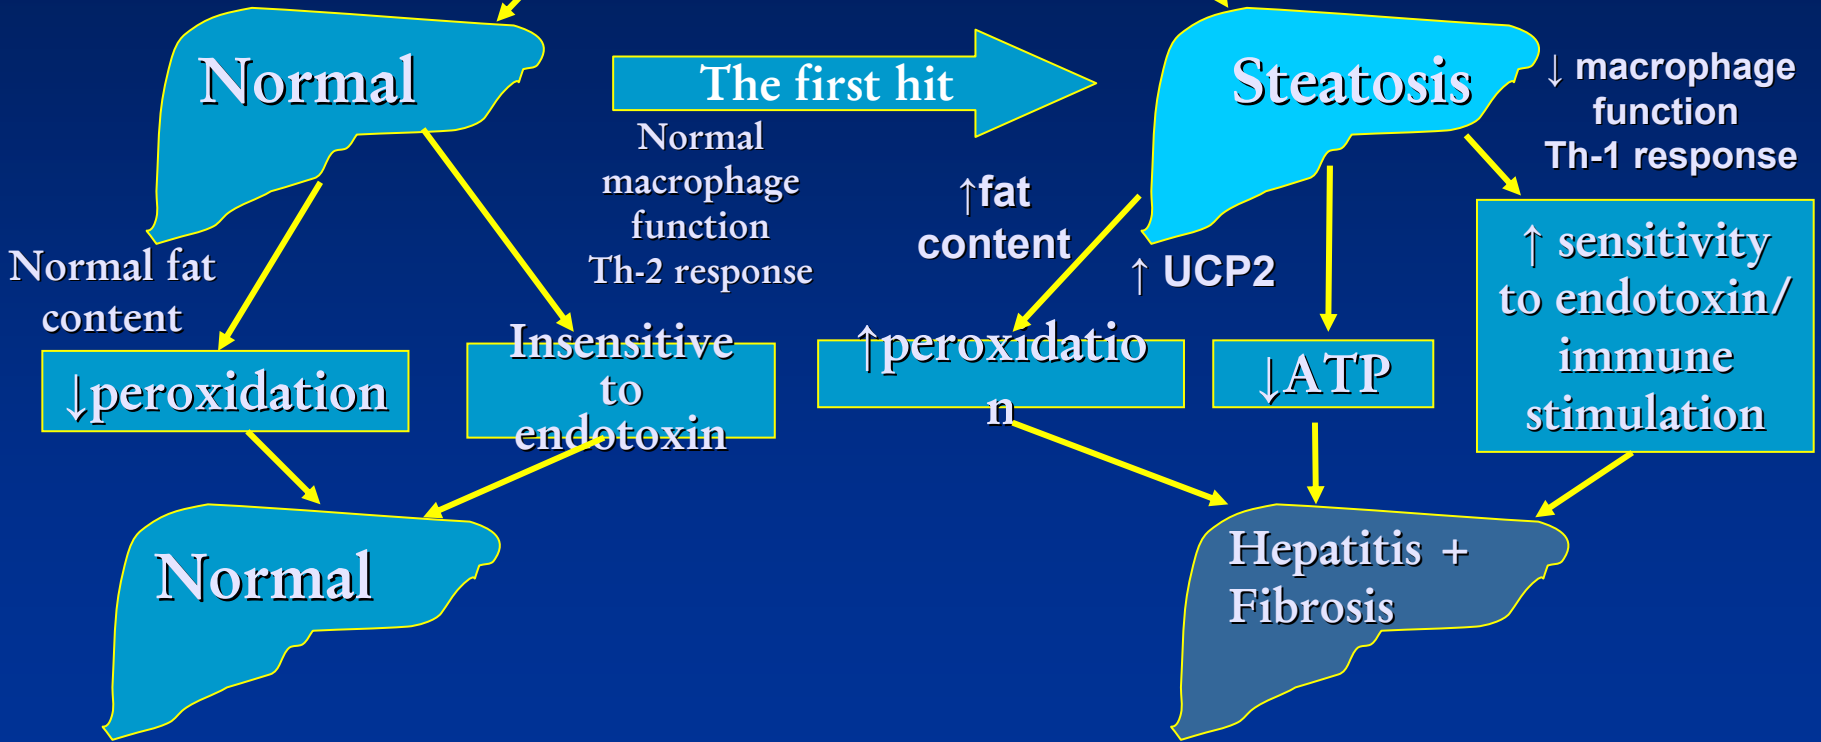 Normal
The first hit
Steatosis
↓ macrophage
function
Th-1 response
Normal
macrophage
function
Th-2 response
↑fat
content
↑ UCP2
Normal fat
content
↓peroxidation
Insensitive
to
endotoxin
↑peroxidatio
n
↓ATP
↑ sensitivity
to endotoxin/
immune
stimulation
Normal
Hepatitis +
Fibrosis